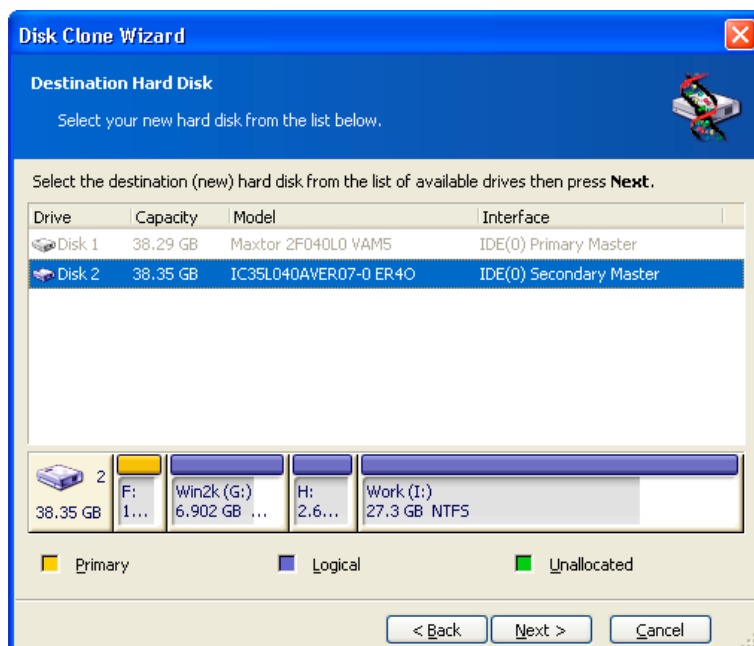 Disk Clone Wizard
Destination Hard Disk
Select your new hard disk from the list below.
Select the destination (new) hard disk from the list of available drives then press Next.
Drive Capacity Model Interface
Disk 1 38.29 GB Maxtor 2F040L0 VAM5 IDE(0) Primary Master
Disk 2 38.35 GB IC35L040AVER07-0 ER4O IDE(0) Secondary Master
2
38.35 GB
F:
1...
Win2k (G:)
6.902 GB ...
H:
2.6...
Work (I:)
27.3 GB NTFS
Primary Logical Unallocated
< Back Next > Cancel